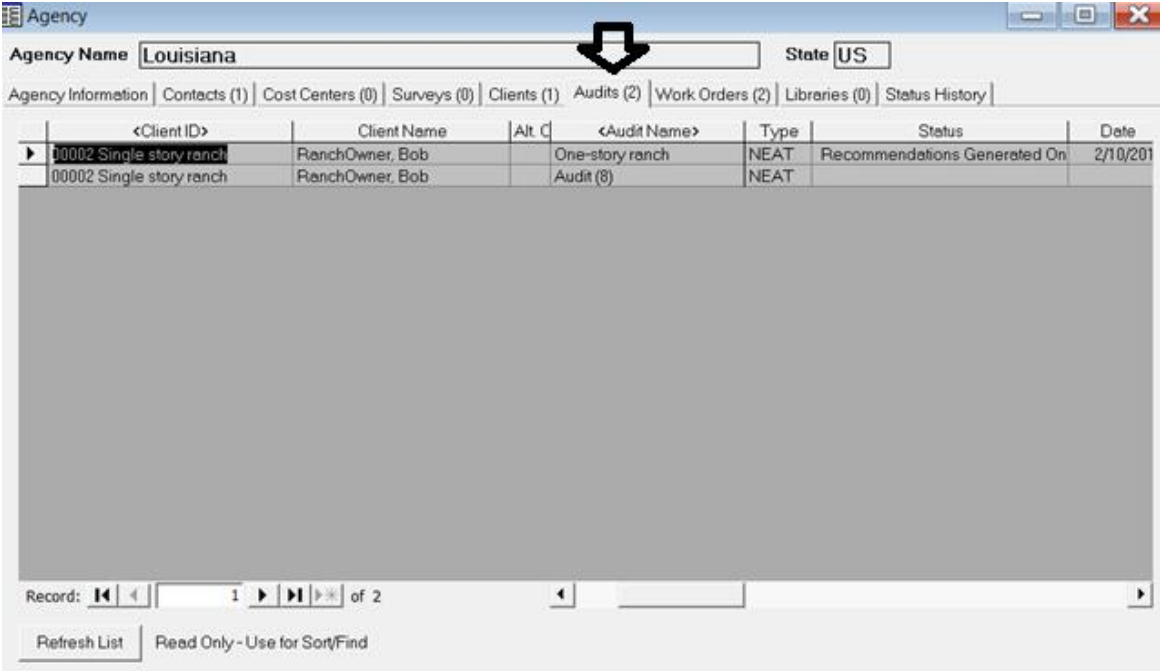 Agency
Agency Name Louisiana State US
Agency Information Contacts (1) Cost Centers (0) Surveys (0) Clients (1) Audits (2) Work Orders (2) Libraries (0) Status History
<Client ID> Client Name Alt. C <Audit Name> Type Status Date
00002 Single story ranch RanchOwner, Bob One-story ranch NEAT Recommendations Generated On 2/10/201
00002 Single story ranch RanchOwner, Bob Audit (8) NEAT
Record: 1 of 2
Refresh List Read Only - Use for Sort/Find